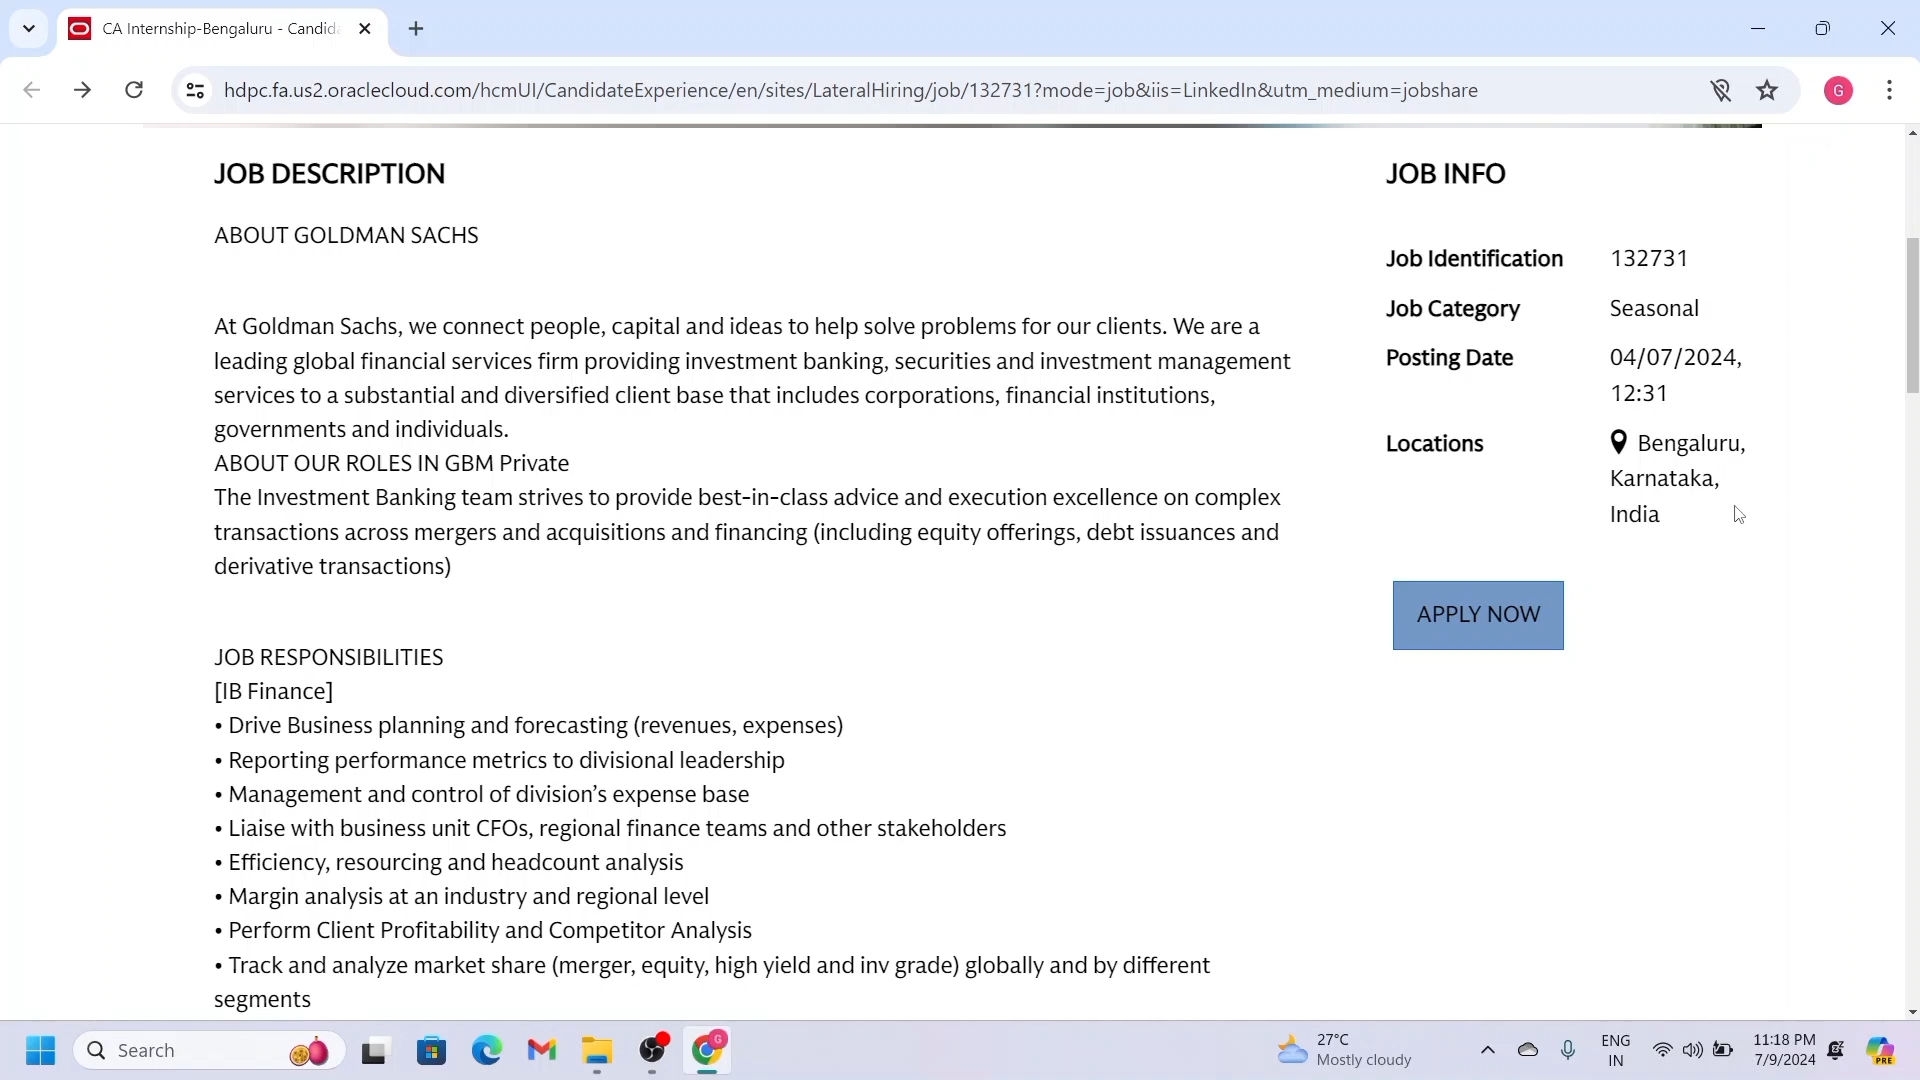 CA Internship-Bengaluru - Candid
hdpc.fa.us2.oraclecloud.com/hcmUI/CandidateExperience/en/sites/LateralHiring/job/132731?mode=job&iis=LinkedIn&utm_medium=jobshare
G
JOB DESCRIPTION
ABOUT GOLDMAN SACHS
At Goldman Sachs, we connect people, capital and ideas to help solve problems for our clients. We are a
leading global financial services firm providing investment banking, securities and investment management
services to a substantial and diversified client base that includes corporations, financial institutions,
governments and individuals.
ABOUT OUR ROLES IN GBM Private
The Investment Banking team strives to provide best-in-class advice and execution excellence on complex
transactions across mergers and acquisitions and financing (including equity offerings, debt issuances and
derivative transactions)
JOB RESPONSIBILITIES
[IB Finance]
• Drive Business planning and forecasting (revenues, expenses)
• Reporting performance metrics to divisional leadership
• Management and control of division’s expense base
• Liaise with business unit CFOs, regional finance teams and other stakeholders
• Efficiency, resourcing and headcount analysis
• Margin analysis at an industry and regional level
• Perform Client Profitability and Competitor Analysis
• Track and analyze market share (merger, equity, high yield and inv grade) globally and by different
segments
JOB INFO
Job Identification 132731
Job Category Seasonal
Posting Date 04/07/2024,
12:31
Locations Bengaluru,
Karnataka,
India
APPLY NOW
Search
G
27°C
Mostly cloudy
ENG
IN
11:18 PM
7/9/2024
PRE